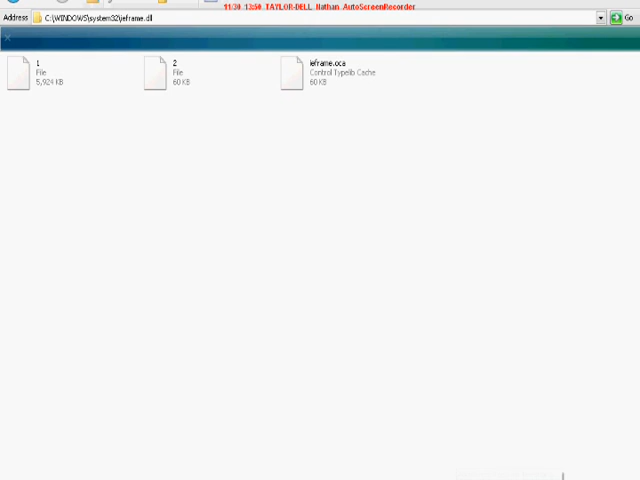 11/30 13:50 TAYLOR-DELL Nathan AutoScreenRecorder
Address C:\WINDOWS\system32\ieframe.dll Go
1
File
5,924 KB
2
File
60 KB
ieframe.oca
Control Typelib Cache
60 KB